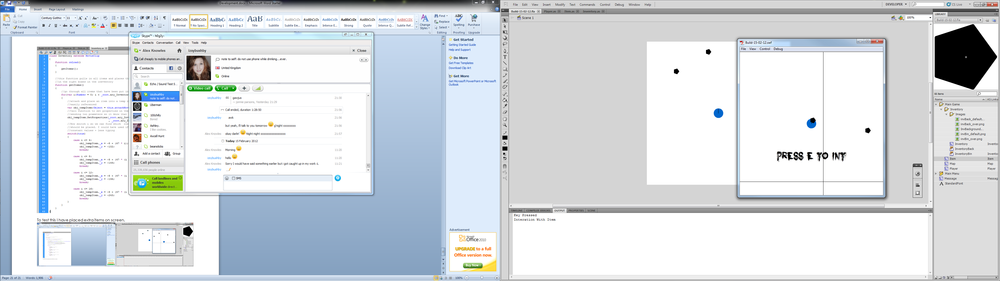 Development.docx - Microsoft Word Starter
File Home Insert Page Layout Mailings
Cut
Copy
Format Painter
Paste
Clipboard
Century Gothic 11
Font
AaBbCcDc AaBbCcDc AaBbC AaBbCc AaB AaBbCc. AaBbCcDc AaBbCcDc AaBbCcDc AaBbCcDc AaBbCcDc AaBbCcDc AABBCCDC
¶ Normal ¶ No Spaci... Heading 1 Heading 2 Title Subtitle Subtle Em... Emphasis Intense E... Strong Quote Intense Q... Subtle Ref...
Change Styles
Find
Replace
Select
Editing
Spelling
Proofing
Purchase
Upgrade
Build-15-02-12.fla Player.as Item.as Inventory.as
class Inventory extends MovieClip
{
function onLoad()
{
getItems();
}
//this function pulls in all items and places th
//in the right boxes in the ineventory
function getItems()
{
//go through all items that have been put in
for(var i:Number = 0; i < _root.ary_Inventor
{
//attach and place an item into a temp c
//easily referenced
var obj_tempItem:Object = this.attachMov
//Call function to set properties in the
//sending two prameters so it know that
obj_tempItem.SetProperties(_root.ary_Inv
, _root.ary_I
//Now switch i so we can find which row
//should be placed. I could have used if
//constant values + less typing
switch(true)
{
case i <= 4:
obj_tempItem._x = -8 + (47 * i);
obj_tempItem._y = -102;
break;
case i <= 8:
obj_tempItem._x = -8 + (47 * (i
obj_tempItem._y = -149;
break;
case i <= 12:
obj_tempItem._x = -8 + (47 * (i
obj_tempItem._y = -196;
break;
case i <= 16:
obj_tempItem._x = -8 + (47 * (i
obj_tempItem._y = -243;
break;
}
}
}
}
To test this I have placed extra items on screen.
Page: 21 of 21 Words: 1,906
100%
Skype™ - h0g3y-
Skype Contacts Conversation Call View Tools Help
Alex Knowles
Call cheaply to mobile phones an...
Contacts
Search
Echo / Sound Test S...
izsybushby
note to self: do not...
Uberman
100chilly
Bored
Ashley.
I like cookies.
Axcell Hunt
beansticks
Add a contact Group
Call phones
25,339,656 people online
Call landlines and
mobiles
worldwide direct...
izsybushby
Close
note to self: do not use phone while drinking...ever.
United Kingdom
Online
Video call Call
izsybushby gawjus 21:30
— jonnie parsons, Yesterday 21:29
Call ended, duration 1:28:50 21:56
izsybushby awk 21:56
but yeah, i'll talk to you tomorrow g'night xxxxxxxx 21:56
Alex Knowles okay darlin' Night night xxxxxxxxxxxxxxxx 21:57
Today 15 February 2012
Alex Knowles Morning 11:20
izsybushby hello 11:20
Alex Knowles Sorry I would have said something earlier but i got caught up in my work :L 11:21
izsybushby
SMS
Get Started
Getting Started Guide
Help and Support
Do More
Get Free Templates
Download Clip Art
Get More
Get Microsoft PowerPoint or Microsoft
Outlook
Advertisement
Microsoft
Office 2010
UPGRADE to a full
Office version now.
Buy Now ›
Fl File Edit View Insert Modify Text Commands Control Debug Window Help
DEVELOPER
CS Live
Build-15-02-12.fla Player.as Item.as Inventory.as
Scene 1
100%
Build-15-02-12.swf
File View Control Debug
PRESS E TO INT
TIMELINE COMPILER ERRORS OUTPUT PROPERTIES SCENE
Key Pressed
Interation With Item
LIBRARY
Build-15-02-12.fla
66 items
Name AS Linka
Main Game
Inventory
Images
invBack_default....
invBack_over.png
InvBackground....
invBin_default.png
invBin_over.png
Inventory Invento
InventoryBack
InventoryBin Invento
Item Item
Map Map
Player Player
Main Menu
Message Messag
StandardFont